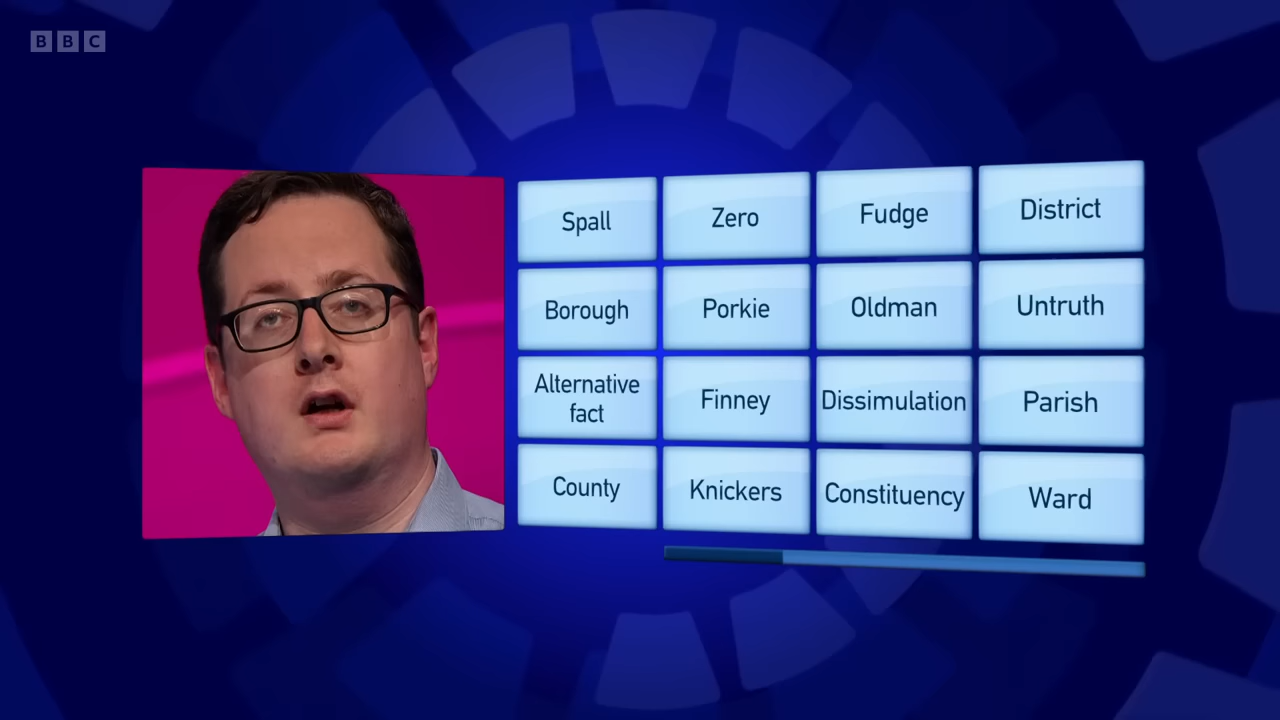 BBC
Spall
Zero
Fudge
District
Borough
Porkie
Oldman
Untruth
Alternative
fact
Finney
Dissimulation
Parish
County
Knickers
Constituency
Ward